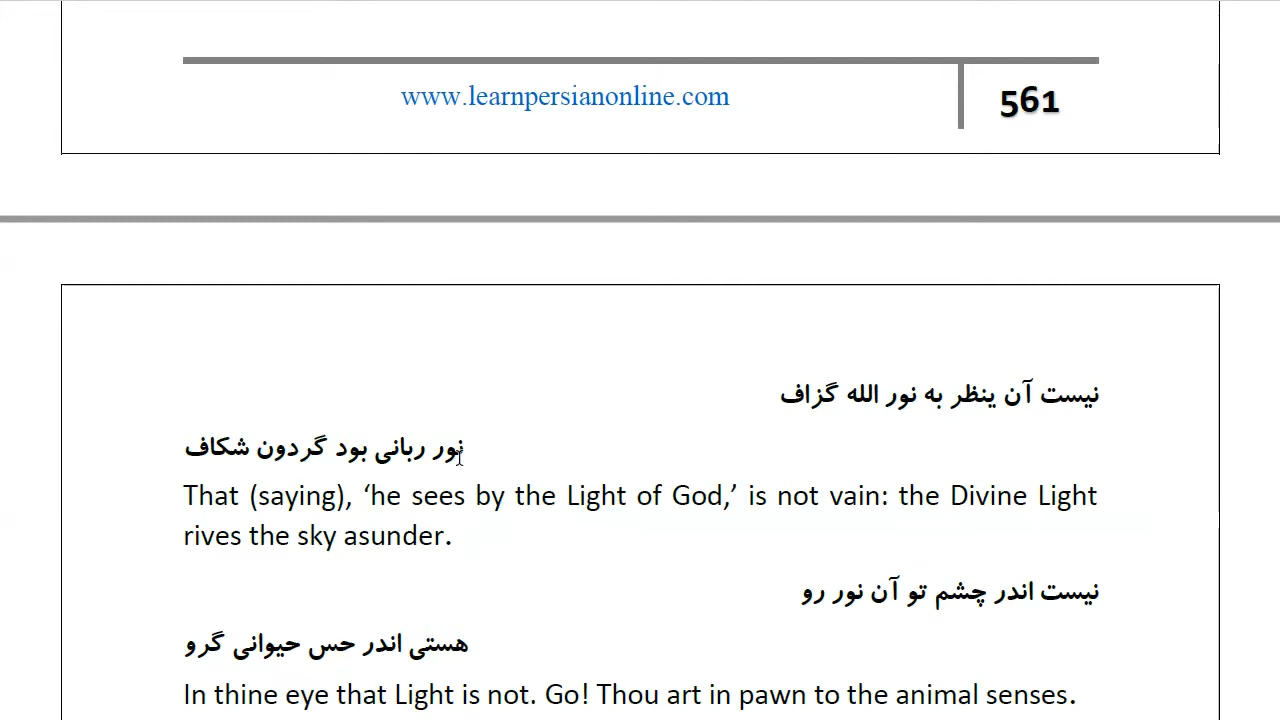 www.learnpersianonline.com
561
نیست آن ینظر به نور الله گزاف
نور ربانی بود گردون شکاف
That (saying), ‘he sees by the Light of God,’ is not vain: the Divine Light
rives the sky asunder.
نیست اندر چشم تو آن نور رو
هستی اندر حس حیوانی گرو
In thine eye that Light is not. Go! Thou art in pawn to the animal senses.